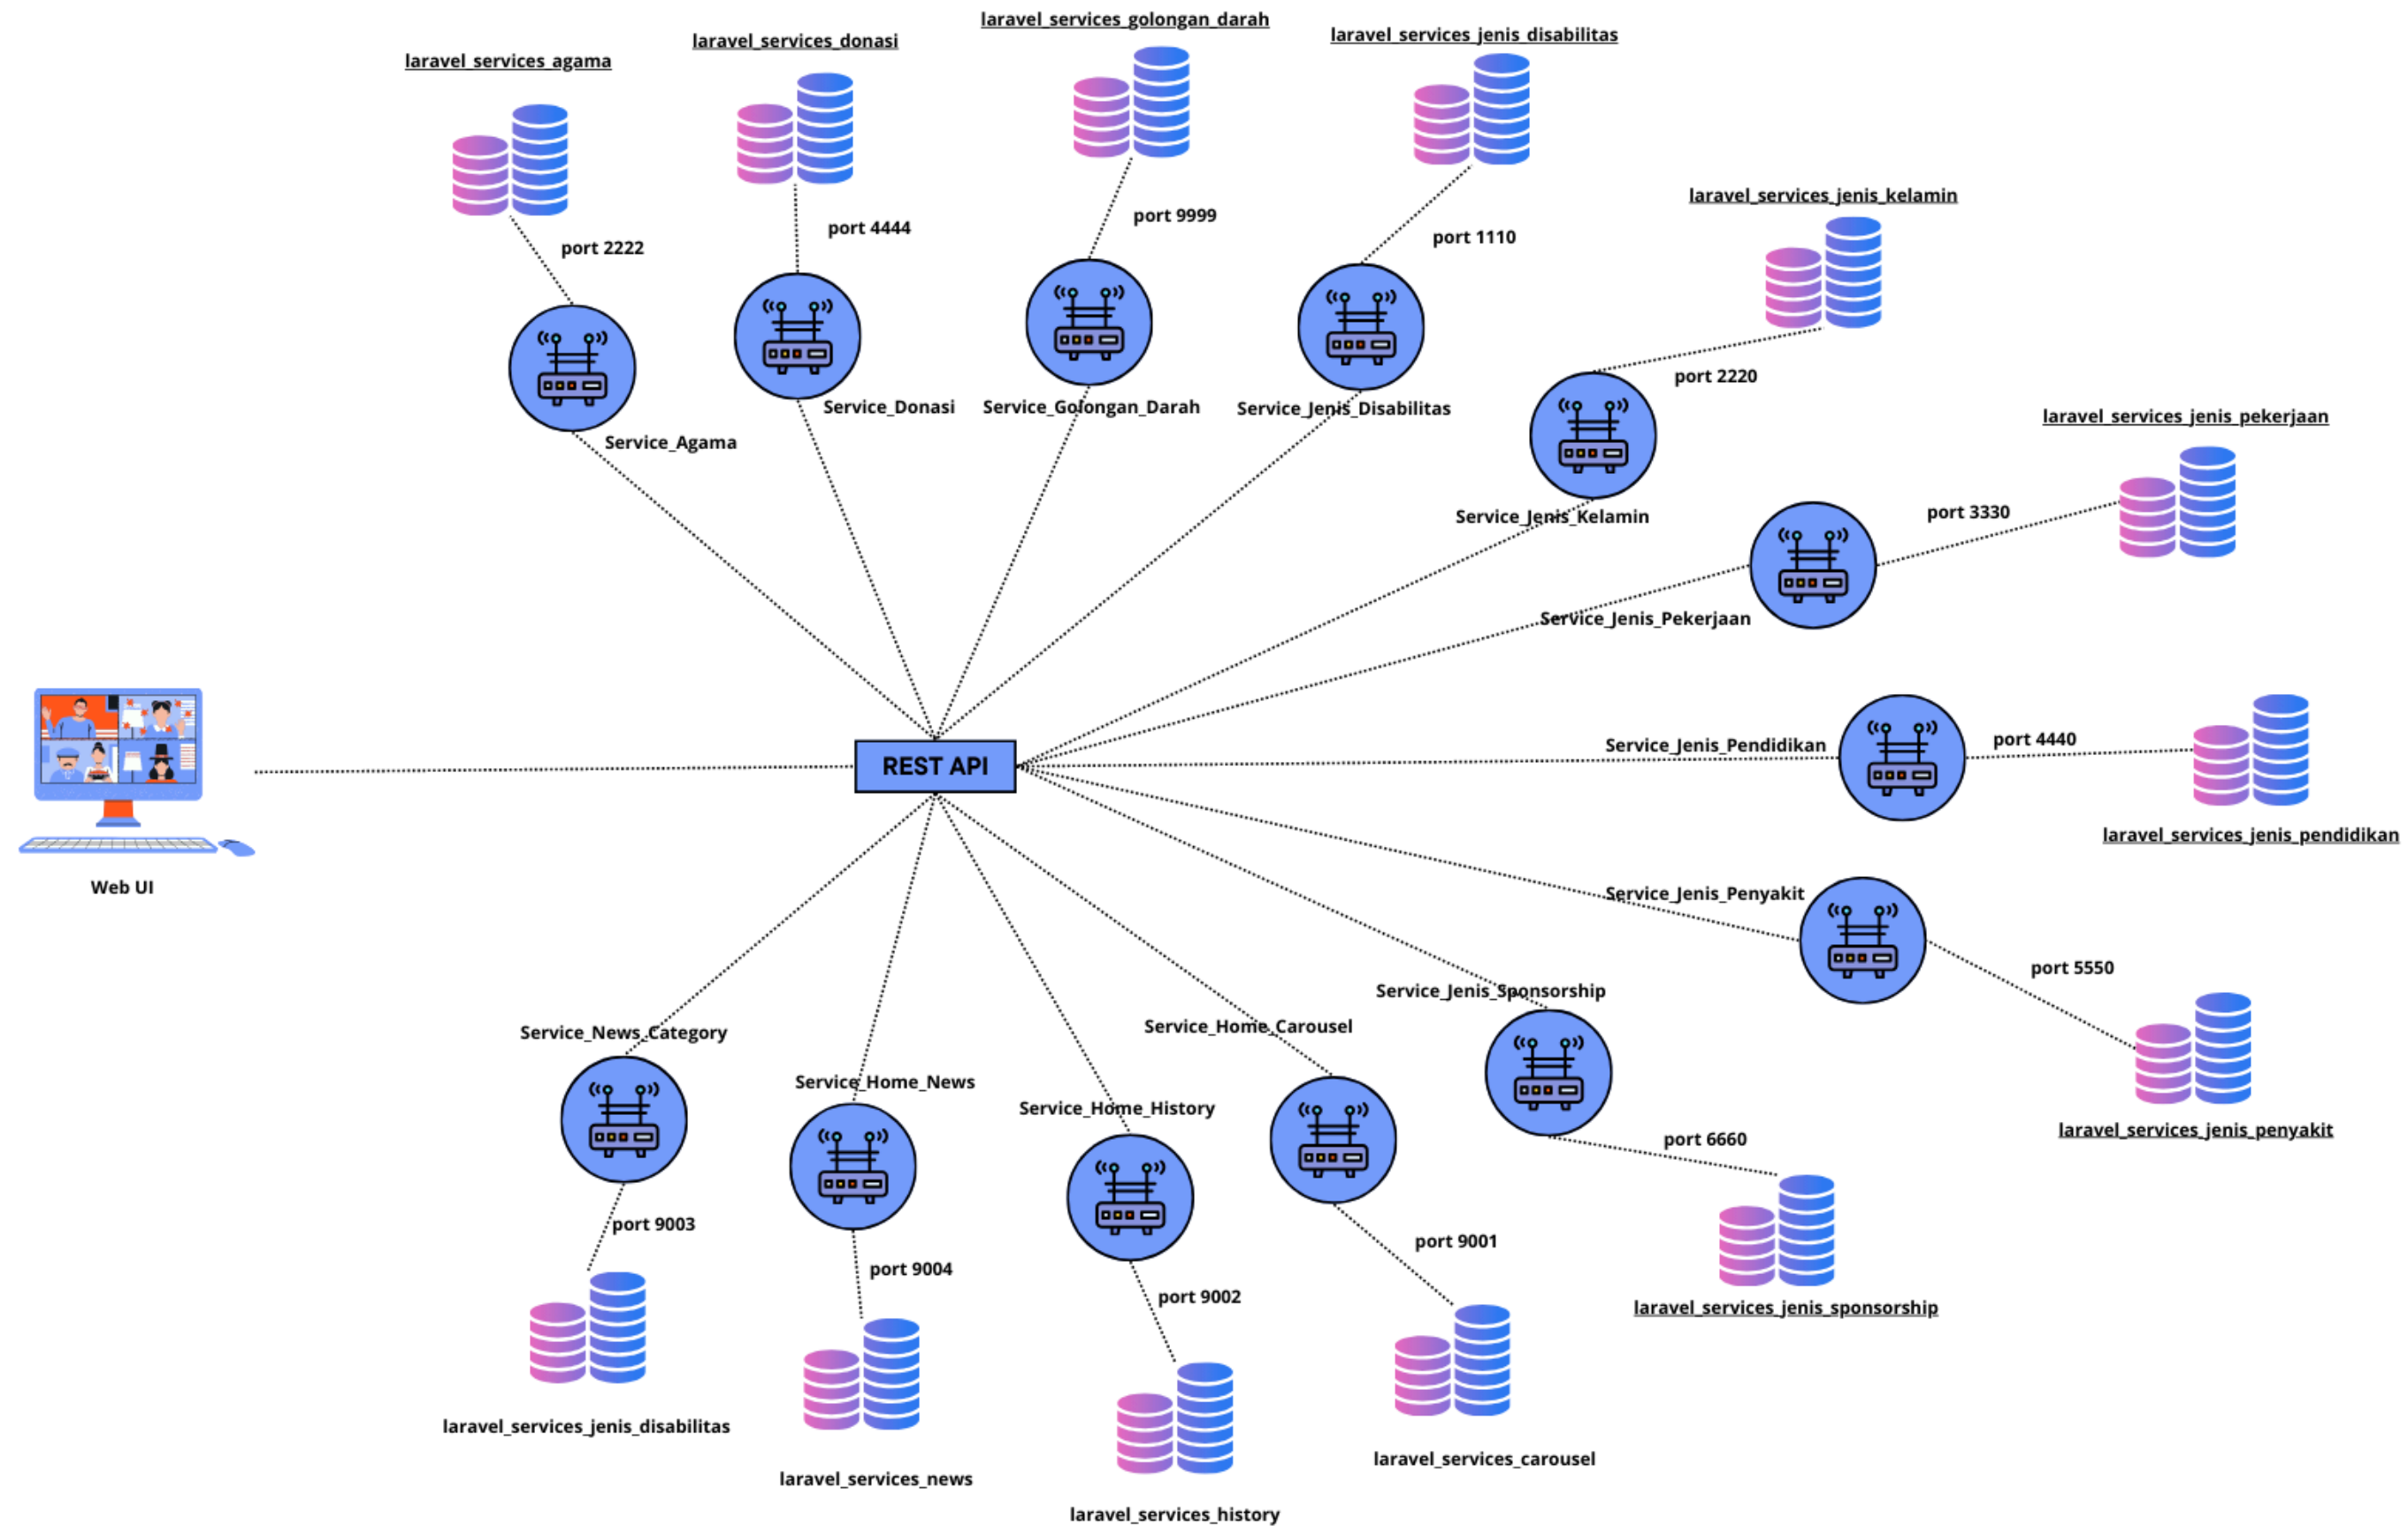 laravel_services_golongan_darah
laravel_services_jenis_disabilitas
laravel_services_donasi
laravel_services_agama
laravel_services_jenis_kelamin
port 9999
port 4444
port 1110
port 2222
port 2220
Service_Donasi
Service_Golongan_Darah
Service_Jenis_Disabilitas
laravel_services_jenis_pekerjaan
Service_Agama
port 3330
Service_Jenis_Kelamin
Service_Jenis_Pekerjaan
port 4440
Service_Jenis_Pendidikan
REST API
laravel_services_jenis_pendidikan
Web UI
Service_Jenis_Penyakit
port 5550
Service_Jenis_Sponsorship
Service_Home_Carousel
Service_News_Category
Service_Home_News
Service_Home_History
laravel_services_jenis_penyakit
port 6660
port 9003
port 9001
port 9004
port 9002
laravel_services_jenis_sponsorship
laravel_services_jenis_disabilitas
laravel_services_carousel
laravel_services_news
laravel_services_history